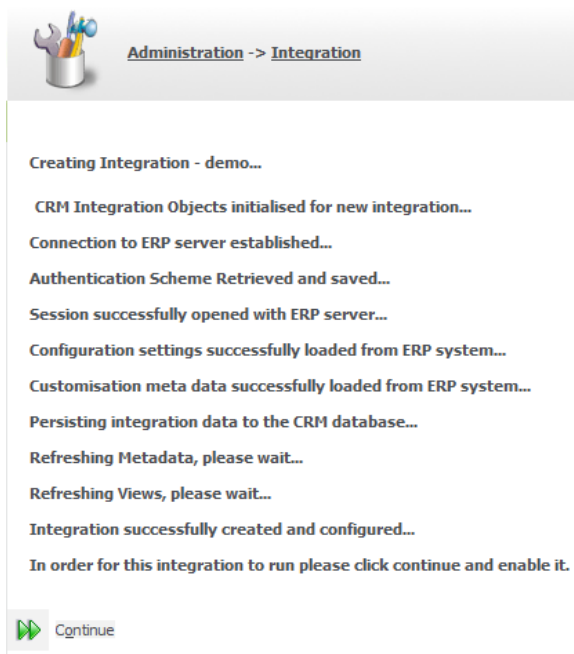 Administration -> Integration
Creating Integration - demo...
CRM Integration Objects initialised for new integration...
Connection to ERP server established...
Authentication Scheme Retrieved and saved...
Session successfully opened with ERP server...
Configuration settings successfully loaded from ERP system...
Customisation meta data successfully loaded from ERP system...
Persisting integration data to the CRM database...
Refreshing Metadata, please wait...
Refreshing Views, please wait...
Integration successfully created and configured...
In order for this integration to run please click continue and enable it.
Continue